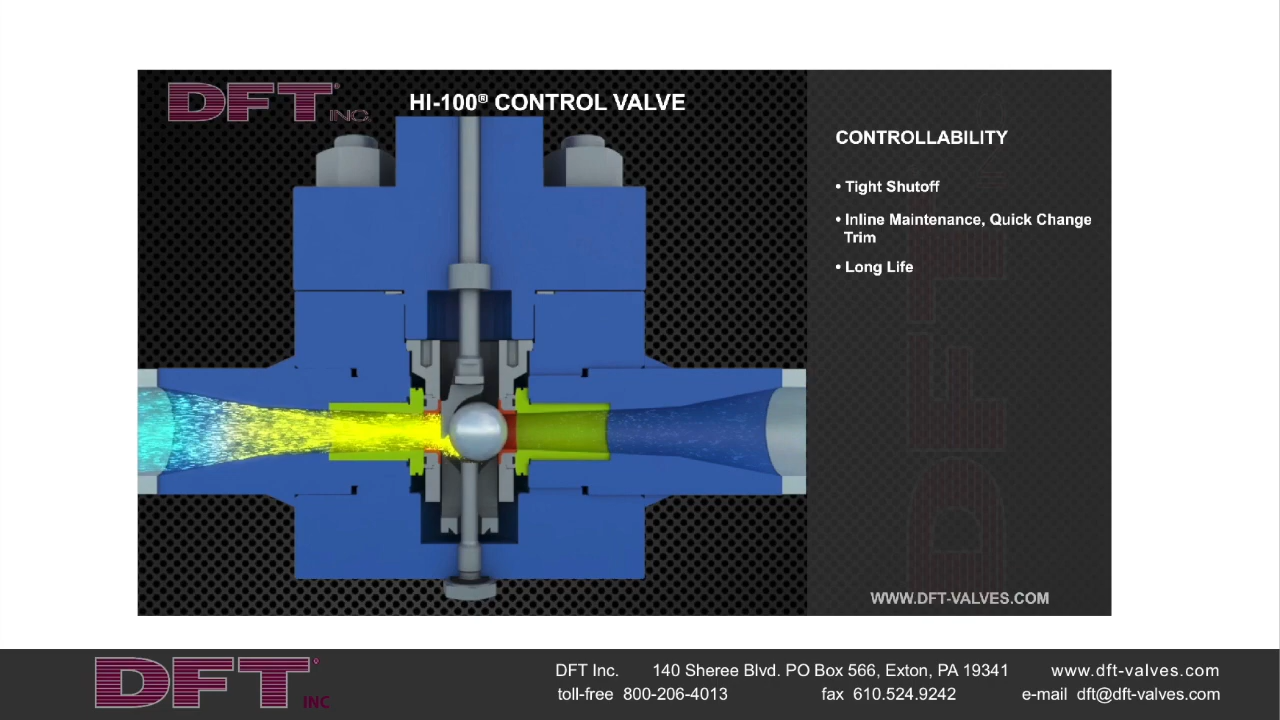 DFT INC.
HI-100® CONTROL VALVE
CONTROLLABILITY
• Tight Shutoff
• Inline Maintenance, Quick Change
Trim
• Long Life
WWW.DFT-VALVES.COM
DFT INC
DFT Inc. 140 Sheree Blvd. PO Box 566, Exton, PA 19341 www.dft-valves.com
toll-free 800-206-4013 fax 610.524.9242 e-mail dft@dft-valves.com